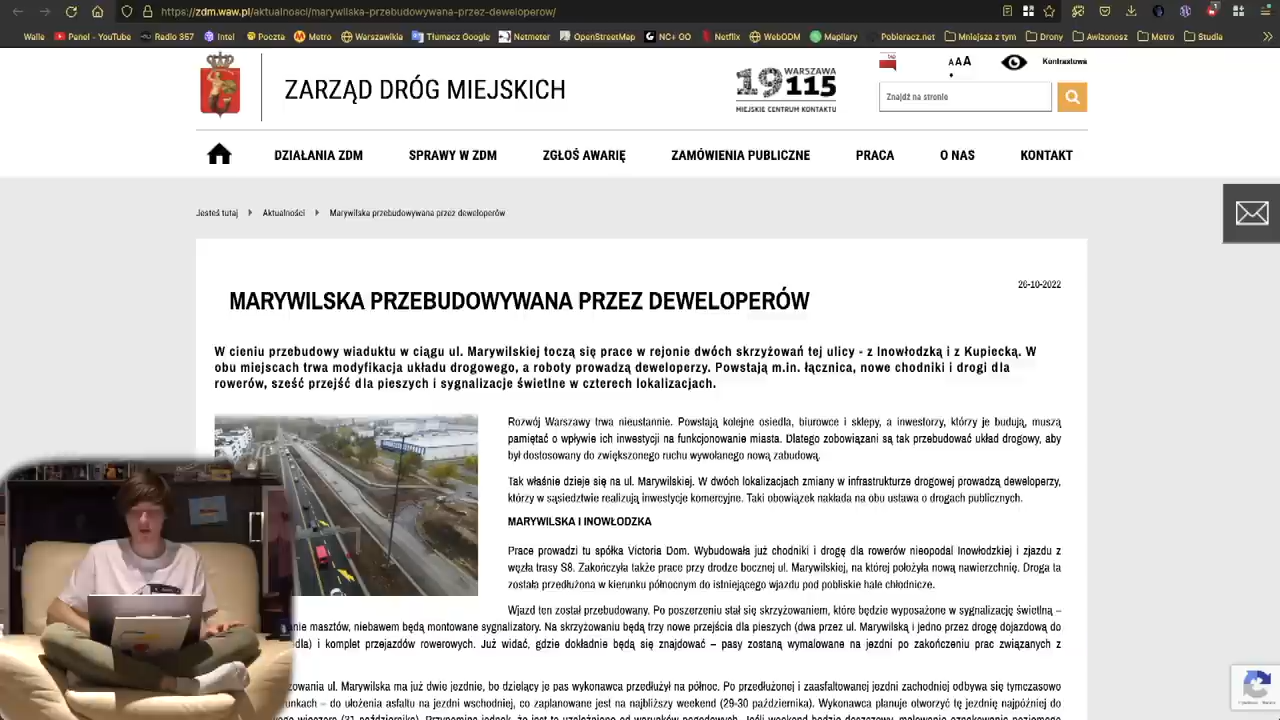 https://zdm.waw.pl/aktualnosci/marywilska-przebudowywana-przez-deweloperow/
Walle Panel - YouTube Radio 357 Intel Poczta Metro Warszawikia Tłumacz Google Netmeter OpenStreetMap NC+ GO Netflix WebDOM Mapillary Pobieracz.net Mniejsza z tym Drony Awizonosz Metro Studia
ZARZĄD DRÓG MIEJSKICH
19 WARSZAWA 115
MIEJSKIE CENTRUM KONTAKTU
A A A
Kontrastowa
Znajdź na stronie
DZIAŁANIA ZDM SPRAWY W ZDM ZGŁOŚ AWARIĘ ZAMÓWIENIA PUBLICZNE PRACA O NAS KONTAKT
Jesteś tutaj Aktualności Marywilska przebudowywana przez deweloperów
26-10-2022
MARYWILSKA PRZEBUDOWYWANA PRZEZ DEWELOPERÓW
W cieniu przebudowy wiaduktu w ciągu ul. Marywilskiej toczą się prace w rejonie dwóch skrzyżowań tej ulicy - z Inowłodzką i z Kupiecką. W
obu miejscach trwa modyfikacja układu drogowego, a roboty prowadzą deweloperzy. Powstają m.in. łącznica, nowe chodniki i drogi dla
rowerów, sześć przejść dla pieszych i sygnalizacje świetlne w czterech lokalizacjach.
Rozwój Warszawy trwa nieustannie. Powstają kolejne osiedla, biurowce i sklepy, a inwestorzy, którzy je budują, muszą
pamiętać o wpływie ich inwestycji na funkcjonowanie miasta. Dlatego zobowiązani są tak przebudować układ drogowy, aby
był dostosowany do zwiększonego ruchu wywołanego nową zabudową.
Tak właśnie dzieje się na ul. Marywilskiej. W dwóch lokalizacjach zmiany w infrastrukturze drogowej prowadzą deweloperzy,
którzy w sąsiedztwie realizują inwestycje komercyjne. Taki obowiązek nakłada na obu ustawa o drogach publicznych.
MARYWILSKA I INOWŁODZKA
Prace prowadzi tu spółka Victoria Dom. Wybudowała już chodniki i drogę dla rowerów nieopodal Inowłodzkiej i zjazdu z
węzła trasy S8. Zakończyła także prace przy drodze bocznej ul. Marywilskiej, na której położyła nową nawierzchnię. Droga ta
została przedłużona w kierunku północnym do istniejącego wjazdu pod pobliskie hale chłodnicze.
Wjazd ten został przebudowany. Po poszerzeniu stał się skrzyżowaniem, które będzie wyposażone w sygnalizację świetlną –
nie masztów, niebawem będą montowane sygnalizatory. Na skrzyżowaniu będą trzy nowe przejścia dla pieszych (dwa przez ul. Marywilską i jedno przez drogę dojazdową do
dla) i komplet przejazdów rowerowych. Już widać, gdzie dokładnie będą się znajdować – pasy zostaną wymalowane na jezdni po zakończeniu prac związanych z
zowania ul. Marywilska ma już dwie jezdnie, bo dzielący je pas wykonawca przedłużył na północ. Po przedłużonej i zaasfaltowanej jezdni zachodniej odbywa się tymczasowo
unkach – do ułożenia asfaltu na jezdni wschodniej, co zaplanowane jest na najbliższy weekend (29-30 października). Wykonawca planuje otworzyć tę jezdnię najpóźniej do